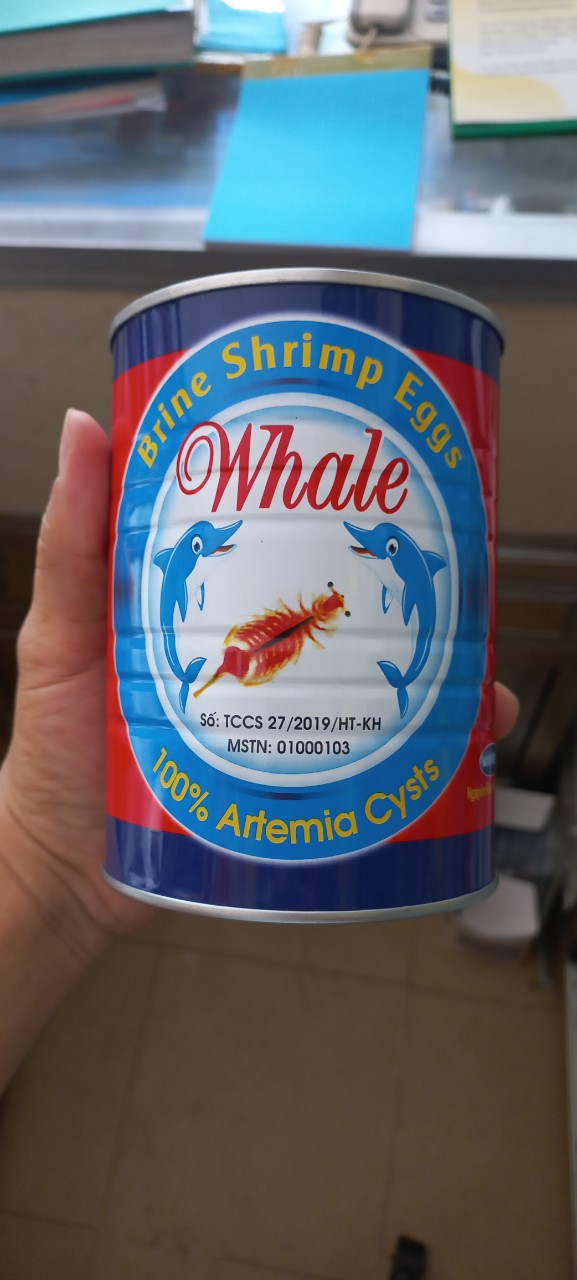 Brine Shrimp Eggs
Whale
Số: TCCS 27/2019/HT-KH
MSTN: 01000103
100% Artemia Cysts